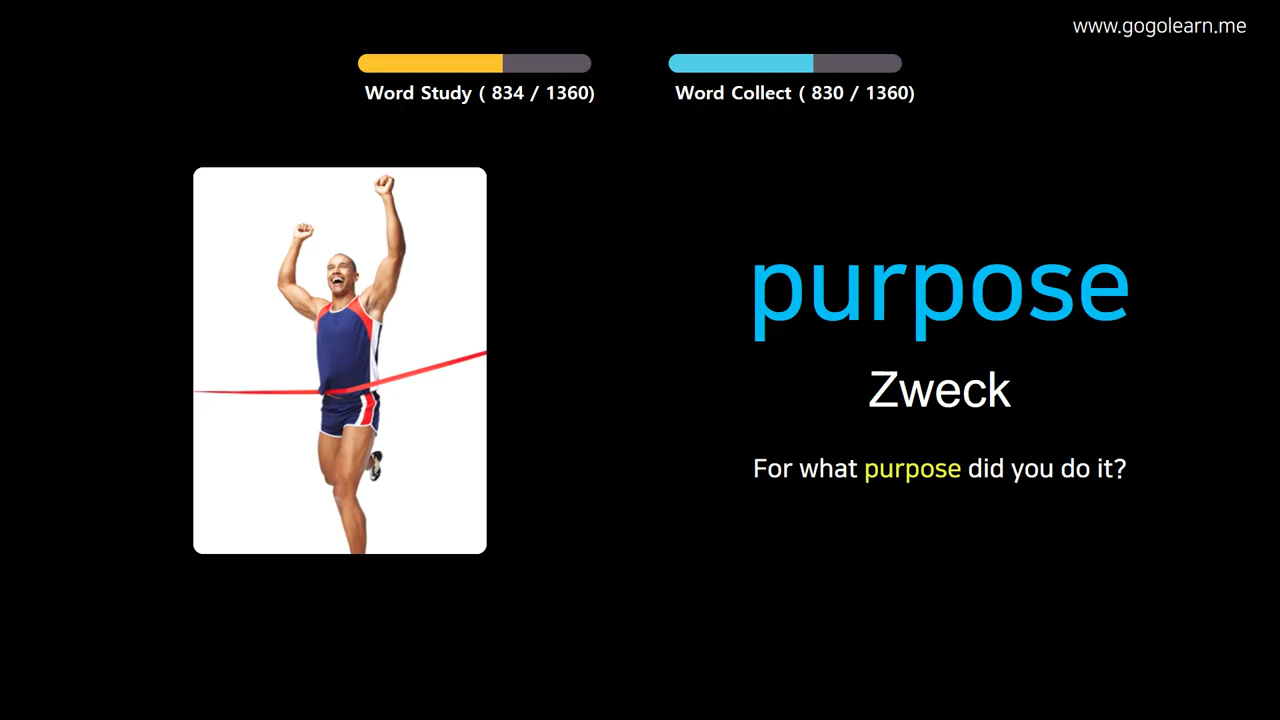 www.gogolearn.me
Word Study ( 834 / 1360)
Word Collect ( 830 / 1360)
purpose
Zweck
For what purpose did you do it?